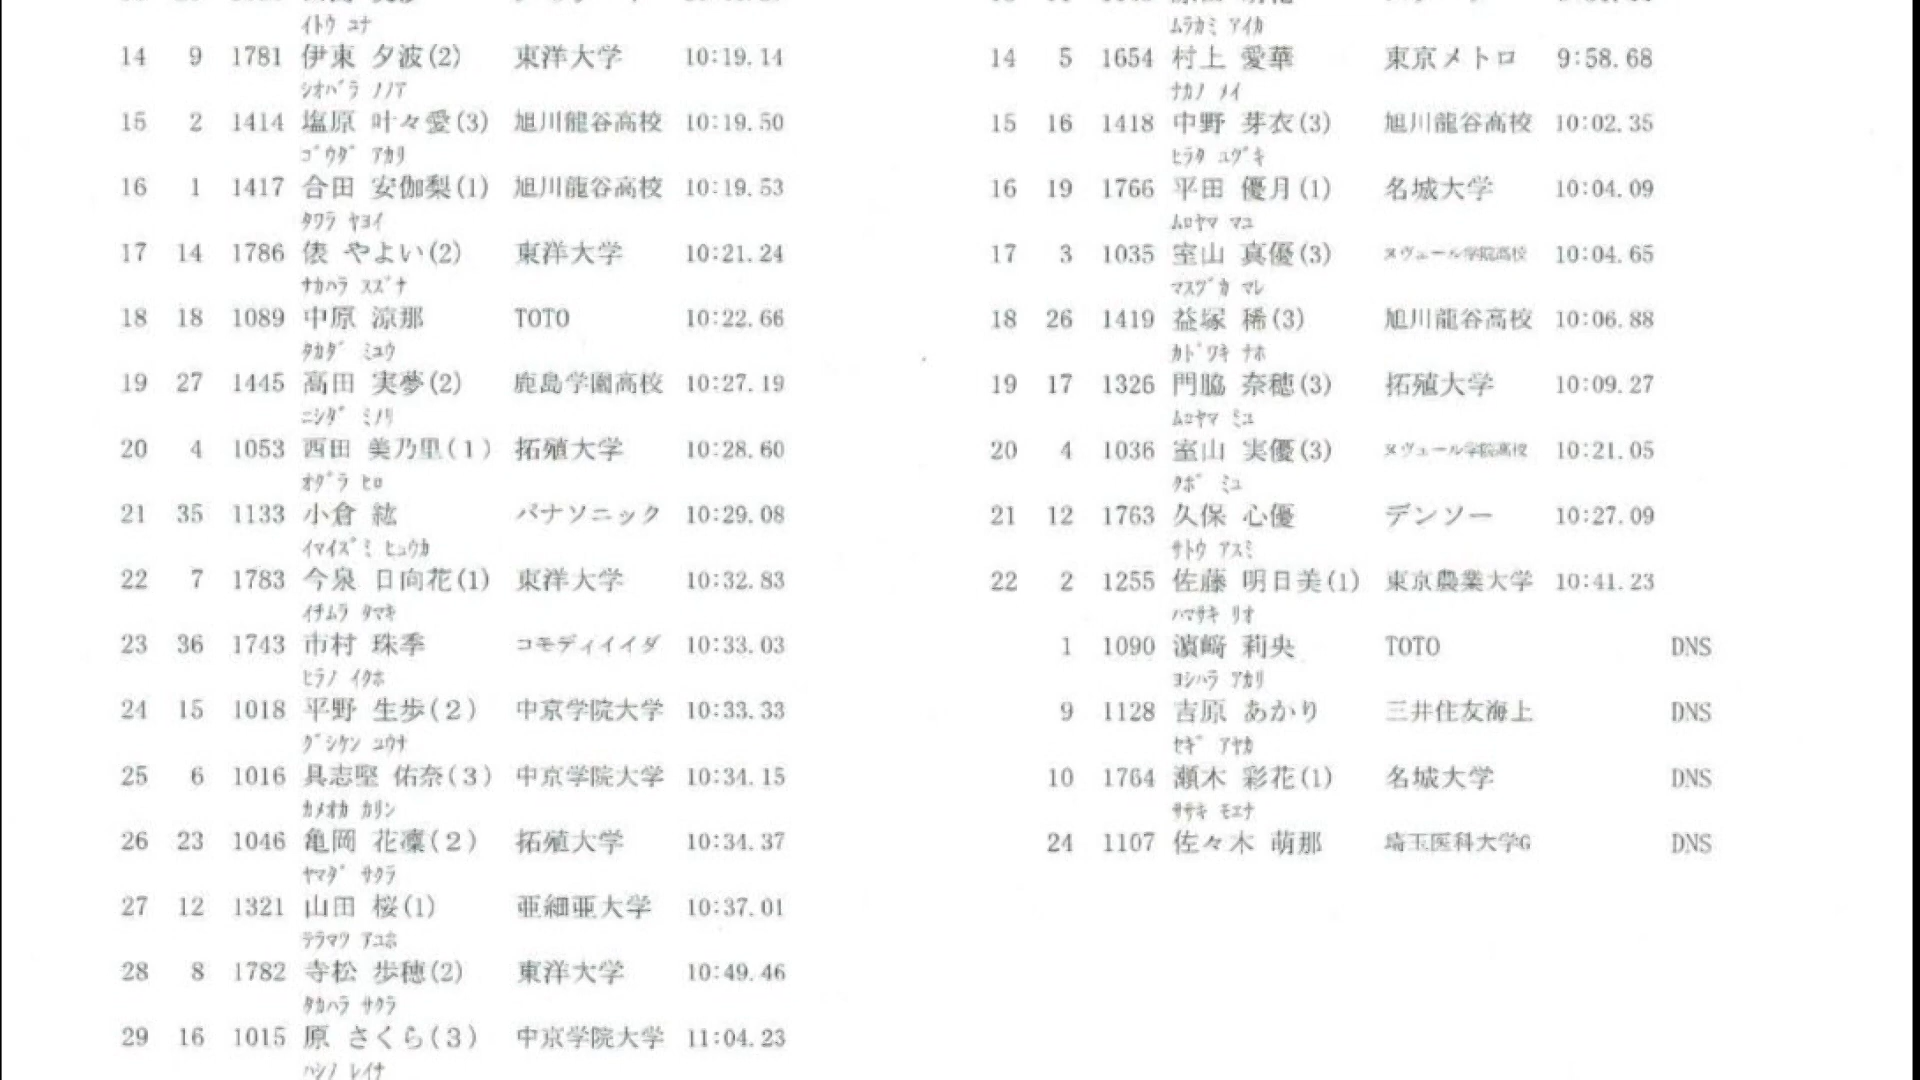 イトウ ユナ
14 9 1781 伊東 夕波(2) 東洋大学 10:19.14
シオバラ ノノア
15 2 1414 塩原 叶々愛(3) 旭川龍谷高校 10:19.50
ゴウダ アカリ
16 1 1417 合田 安伽梨(1) 旭川龍谷高校 10:19.53
タワラ ヤヨイ
17 14 1786 俵 やよい(2) 東洋大学 10:21.24
ナカハラ スズナ
18 18 1089 中原 涼那 TOTO 10:22.66
タカダ ミユウ
19 27 1445 高田 実夢(2) 鹿島学園高校 10:27.19
ニシダ ミノリ
20 4 1053 西田 美乃里(1) 拓殖大学 10:28.60
オグラ ヒロ
21 35 1133 小倉 紘 パナソニック 10:29.08
イマイズミ ヒュウカ
22 7 1783 今泉 日向花(1) 東洋大学 10:32.83
イチムラ タマキ
23 36 1743 市村 珠季 コモディイイダ 10:33.03
ヒラノ イクホ
24 15 1018 平野 生歩(2) 中京学院大学 10:33.33
グシケン ユウナ
25 6 1016 具志堅 佑奈(3) 中京学院大学 10:34.15
カメオカ カリン
26 23 1046 亀岡 花凜(2) 拓殖大学 10:34.37
ヤマダ サクラ
27 12 1321 山田 桜(1) 亜細亜大学 10:37.01
テラマツ アユホ
28 8 1782 寺松 歩穂(2) 東洋大学 10:49.46
タカハラ サクラ
29 16 1015 原 さくら(3) 中京学院大学 11:04.23
ハシノ レイナ
ムラカミ アイカ
14 5 1654 村上 愛華 東京メトロ 9:58.68
ナカノ メイ
15 16 1418 中野 芽衣(3) 旭川龍谷高校 10:02.35
ヒラタ ユヅキ
16 19 1766 平田 優月(1) 名城大学 10:04.09
ムロヤマ マユ
17 3 1035 室山 真優(3) ヌヴェール学院高校 10:04.65
マスヅカ マレ
18 26 1419 益塚 稀(3) 旭川龍谷高校 10:06.88
カドワキ ナホ
19 17 1326 門脇 奈穂(3) 拓殖大学 10:09.27
ムロヤマ ミユ
20 4 1036 室山 実優(3) ヌヴェール学院高校 10:21.05
クボ ミユ
21 12 1763 久保 心優 デンソー 10:27.09
サトウ アスミ
22 2 1255 佐藤 明日美(1) 東京農業大学 10:41.23
ハマサキ リオ
1 1090 濵﨑 莉央 TOTO DNS
ヨシハラ アカリ
9 1128 吉原 あかり 三井住友海上 DNS
セギ アヤカ
10 1764 瀬木 彩花(1) 名城大学 DNS
ササキ モエナ
24 1107 佐々木 萌那 埼玉医科大学G DNS